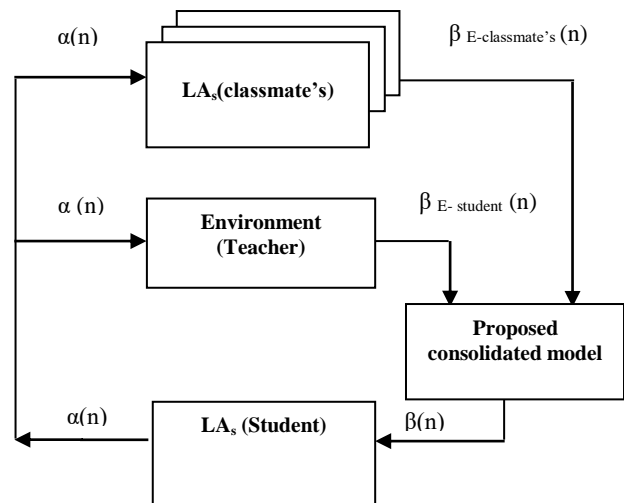 α(n)
β E-classmate's (n)
LAs(classmate's)
α (n)
β E- student (n)
Environment
(Teacher)
Proposed
consolidated model
α(n)
LAs (Student)
β(n)